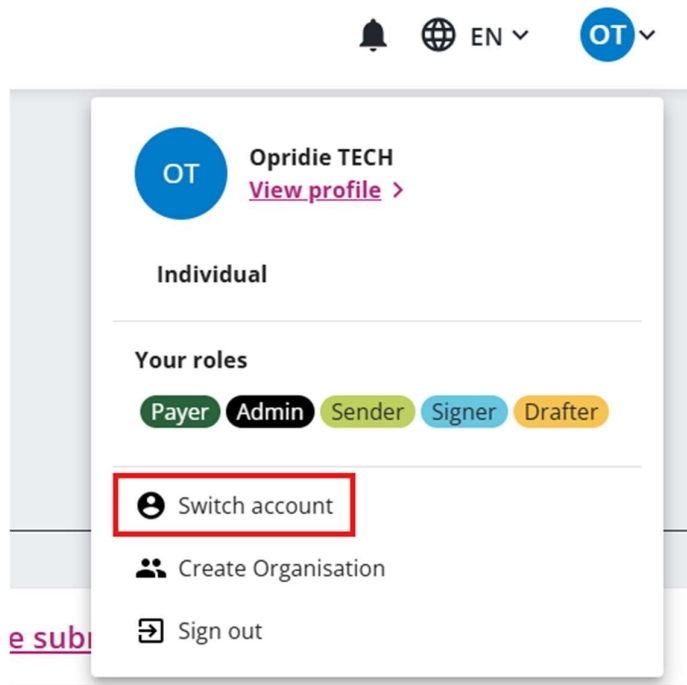 EN OT
OT Opridie TECH
View profile >
Individual
Your roles
Payer Admin Sender Signer Drafter
Switch account
Create Organisation
Sign out
e sub